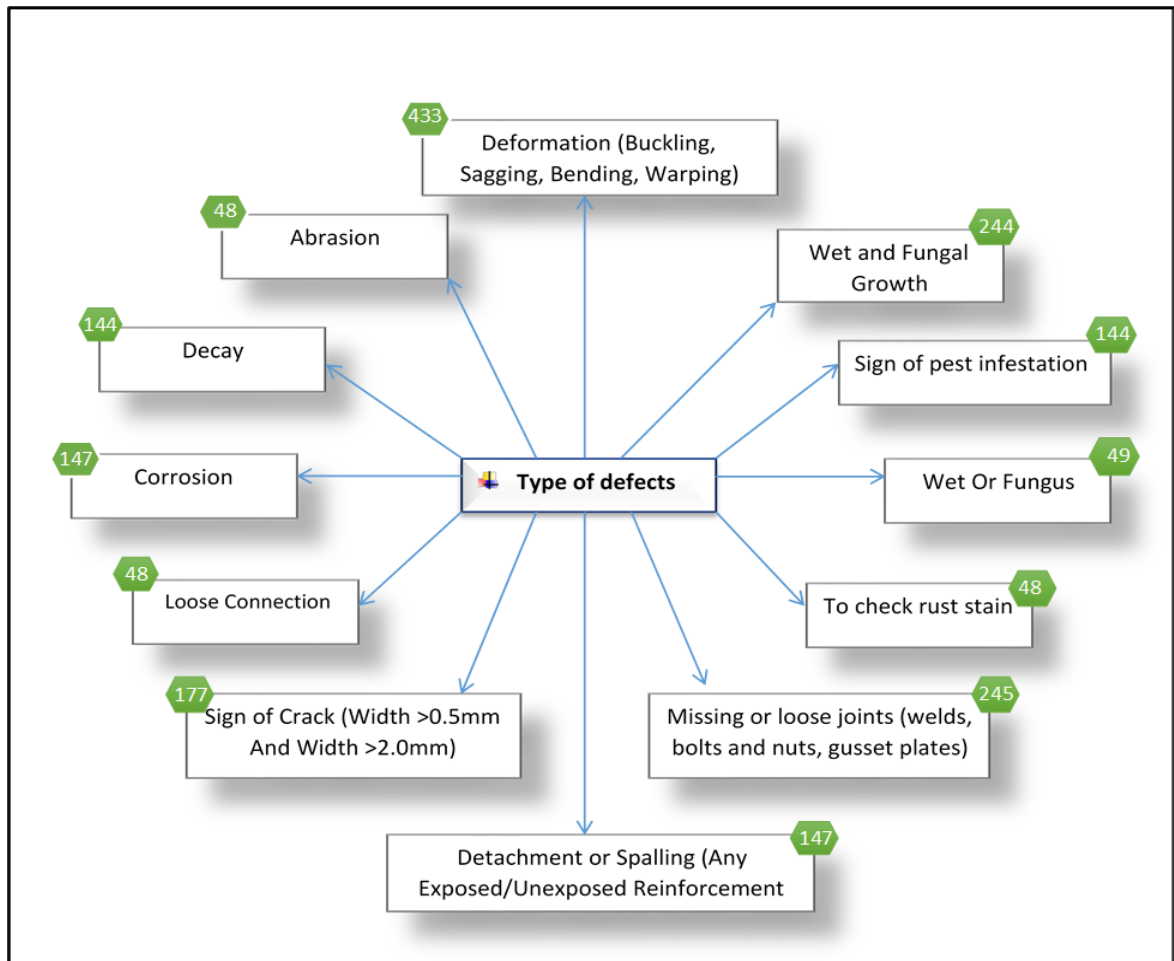 433
Deformation (Buckling,
Sagging, Bending, Warping)
48
Abrasion
244
Wet and Fungal
Growth
144
Decay
144
Sign of pest infestation
147
Corrosion
Type of defects
49
Wet Or Fungus
48
Loose Connection
48
To check rust stain
177
Sign of Crack (Width >0.5mm
And Width >2.0mm)
245
Missing or loose joints (welds,
bolts and nuts, gusset plates)
147
Detachment or Spalling (Any
Exposed/Unexposed Reinforcement